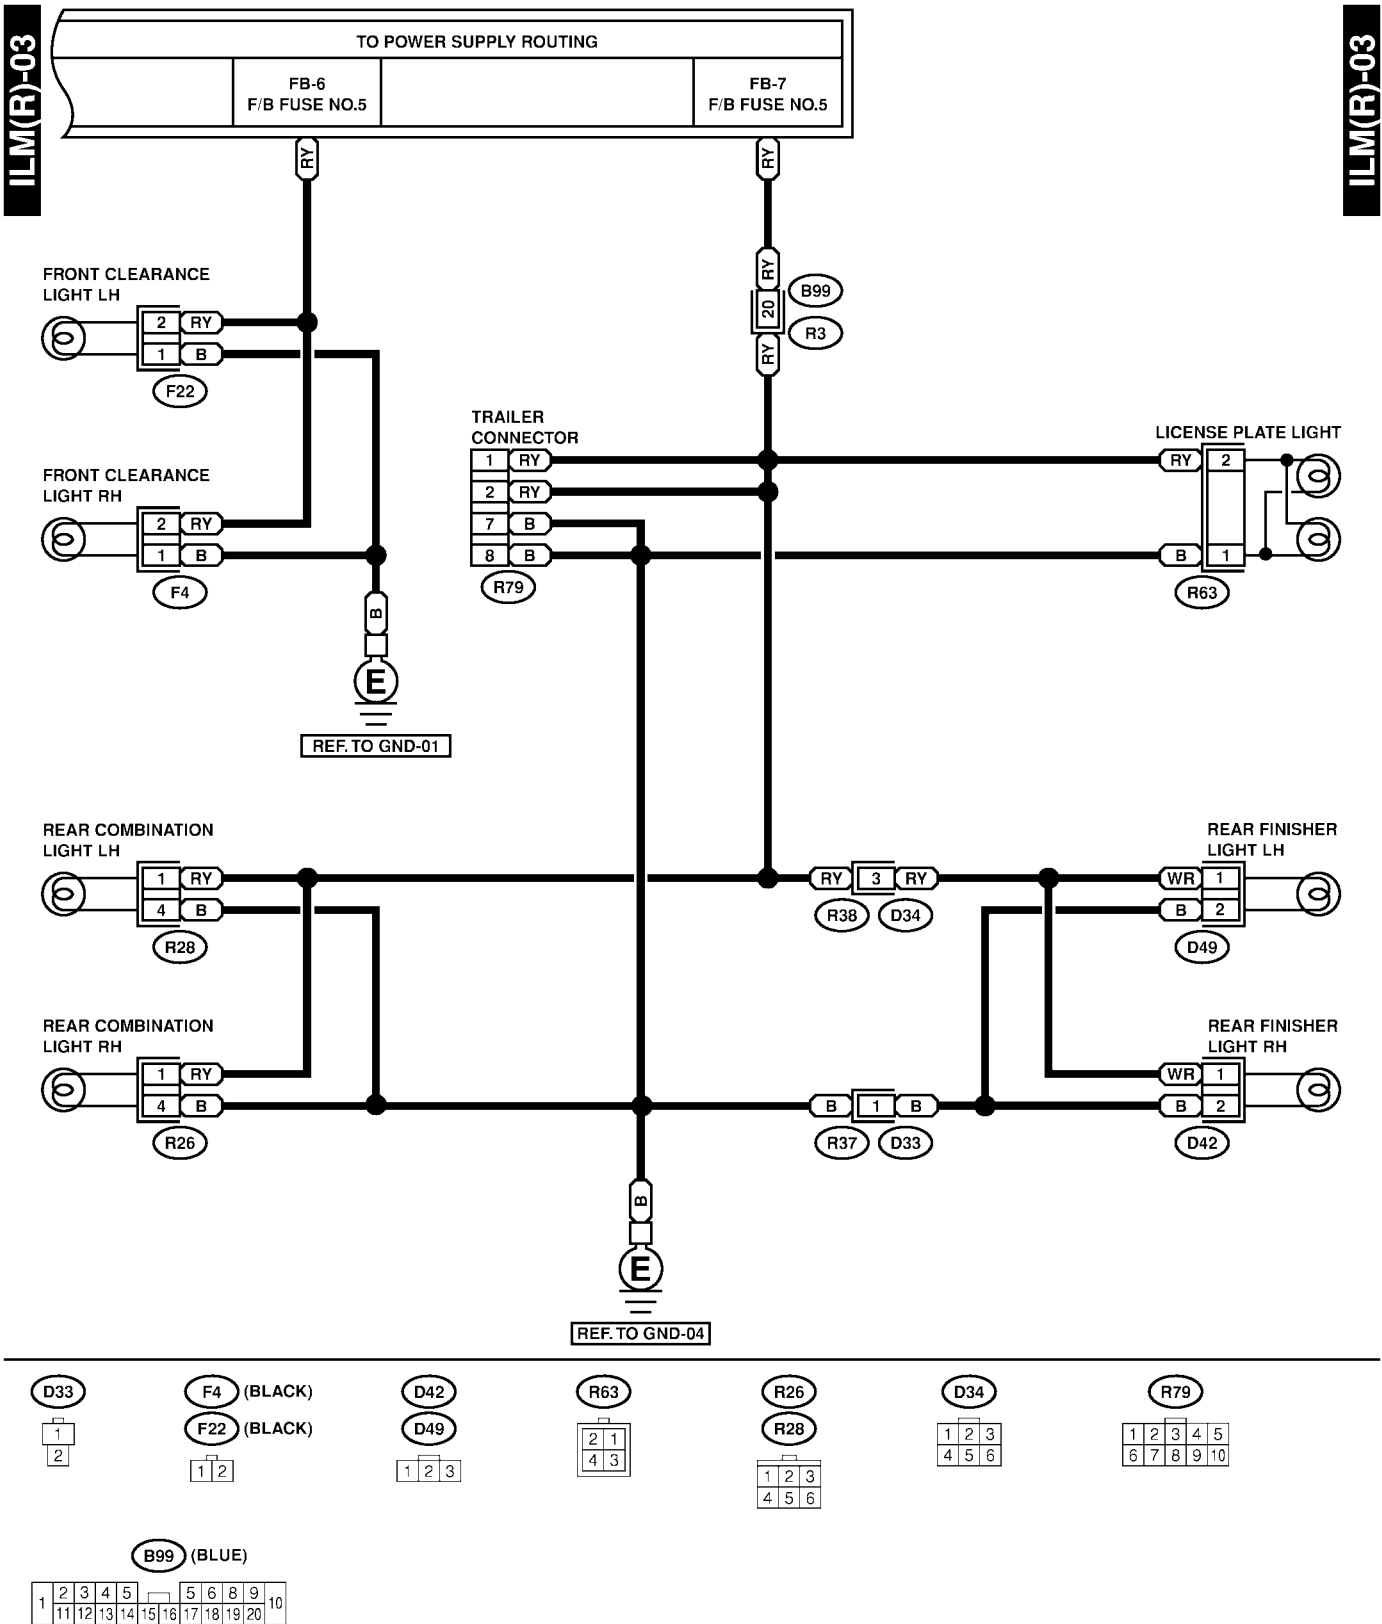 ILM(R)-03
ILM(R)-03
TO POWER SUPPLY ROUTING
FB-6
F/B FUSE NO.5
FB-7
F/B FUSE NO.5
RY
RY
RY
20
B99
R3
RY
FRONT CLEARANCE
LIGHT LH
2 RY
1 B
F22
FRONT CLEARANCE
LIGHT RH
2 RY
1 B
F4
B
E
REF. TO GND-01
TRAILER
CONNECTOR
1 RY
2 RY
7 B
8 B
R79
LICENSE PLATE LIGHT
RY 2
B 1
R63
REAR COMBINATION
LIGHT LH
1 RY
4 B
R28
RY 3 RY
R38 D34
REAR FINISHER
LIGHT LH
WR 1
B 2
D49
REAR COMBINATION
LIGHT RH
1 RY
4 B
R26
B 1 B
R37 D33
REAR FINISHER
LIGHT RH
WR 1
B 2
D42
B
E
REF. TO GND-04
D33
1
2
F4 (BLACK)
F22 (BLACK)
1 2
D42
D49
1 2 3
R63
2 1
4 3
R26
R28
1 2 3
4 5 6
D34
1 2 3
4 5 6
R79
1 2 3 4 5
6 7 8 9 10
B99 (BLUE)
1 2 3 4 5 5 6 8 9 10
11 12 13 14 15 16 17 18 19 20